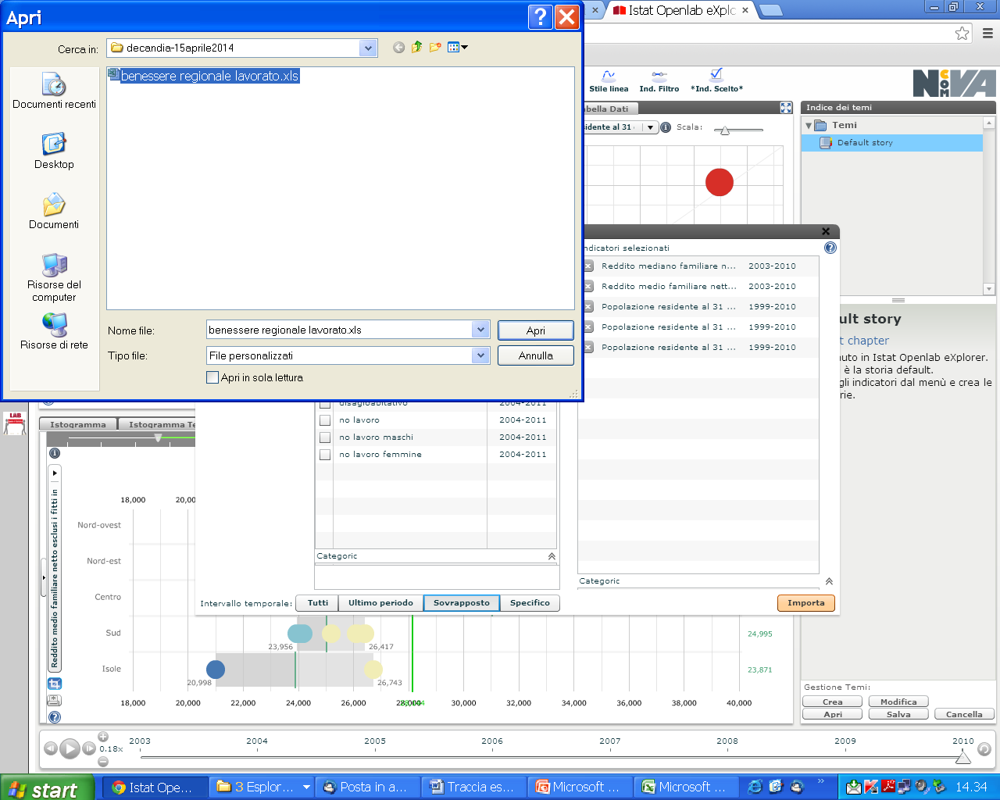 Apri
Cerca in:
decandia-15aprile2014
benessere regionale lavorato.xls
Documenti recenti
Desktop
Documenti
Risorse del
computer
Risorse di rete
Nome file:
benessere regionale lavorato.xls
Apri
Tipo file:
File personalizzati
Annulla
Apri in sola lettura
Istat Openlab eXplo
Stile linea
Ind. Filtro
*Ind. Scelto*
NCOMVA
abella Dati
sidente al 31
Scala:
Indice dei temi
Temi
Default story
ndicatori selezionati
Reddito mediano familiare n...
2003-2010
Reddito medio familiare nett...
2003-2010
Popolazione residente al 31 ...
1999-2010
Popolazione residente al 31 ...
1999-2010
Popolazione residente al 31 ...
1999-2010
Categoric
ult story
t chapter
nuto in Istat Openlab eXplorer.
è la storia default.
gli indicatori dal menù e crea le
rie.
disagioabitativo
2004-2011
no lavoro
2004-2011
no lavoro maschi
2004-2011
no lavoro femmine
2004-2011
Categoric
Intervallo temporale:
Tutti
Ultimo periodo
Sovrapposto
Specifico
Importa
LAB
Istogramma
Istogramma Te
Reddito medio familiare netto esclusi i fitti in
18,000
20,00
Nord-ovest
Nord-est
Centro
Sud
23,956
26,417
24,995
Isole
20,998
26,743
23,871
18,000
20,000
22,000
24,000
26,000
28,000
30,000
32,000
34,000
36,000
38,000
40,000
Gestione Temi:
Crea
Modifica
Apri
Salva
Cancella
0.18x
2003
2004
2005
2006
2007
2008
2009
2010
start
Istat Ope...
3 Esplor...
Posta in a...
Traccia es...
Microsoft ...
Microsoft ...
»
14.34